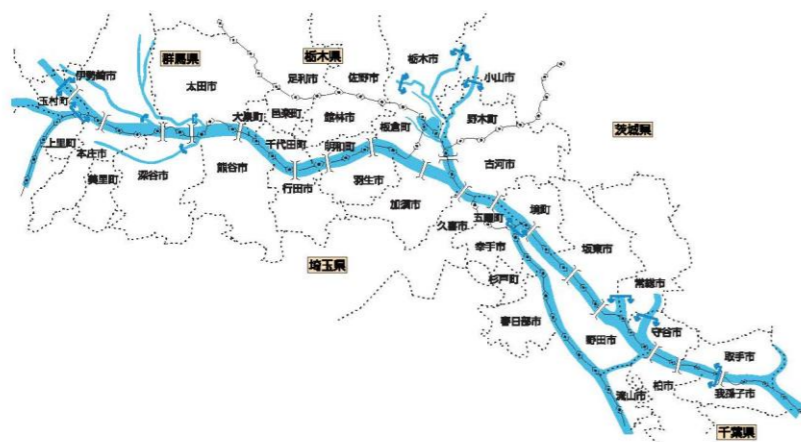 群馬県
栃木県
茨城県
埼玉県
千葉県
伊勢崎市
太田市
足利市
佐野市
栃木市
小山市
玉村町
大泉町
邑楽町
館林市
板倉町
野木町
上里町
本庄市
美里町
深谷市
熊谷市
千代田町
明和町
行田市
羽生市
加須市
古河市
久喜市
五霞町
境町
幸手市
坂東市
杉戸町
常総市
春日部市
野田市
守谷市
取手市
流山市
柏市
我孫子市